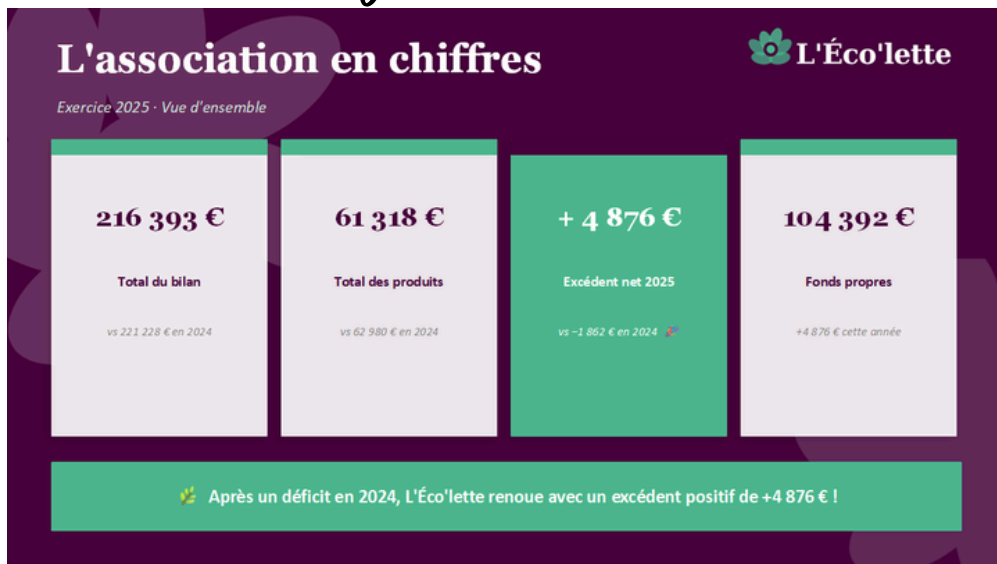 L'association en chiffres
L'Éco'lette
Exercice 2025 · Vue d'ensemble
216 393 €
Total du bilan
vs 221 228 € en 2024
61 318 €
Total des produits
vs 62 980 € en 2024
+ 4 876 €
Excédent net 2025
vs −1 862 € en 2024 🎉
104 392 €
Fonds propres
+4 876 € cette année
🌿 Après un déficit en 2024, L'Éco'lette renoue avec un excédent positif de +4 876 € !